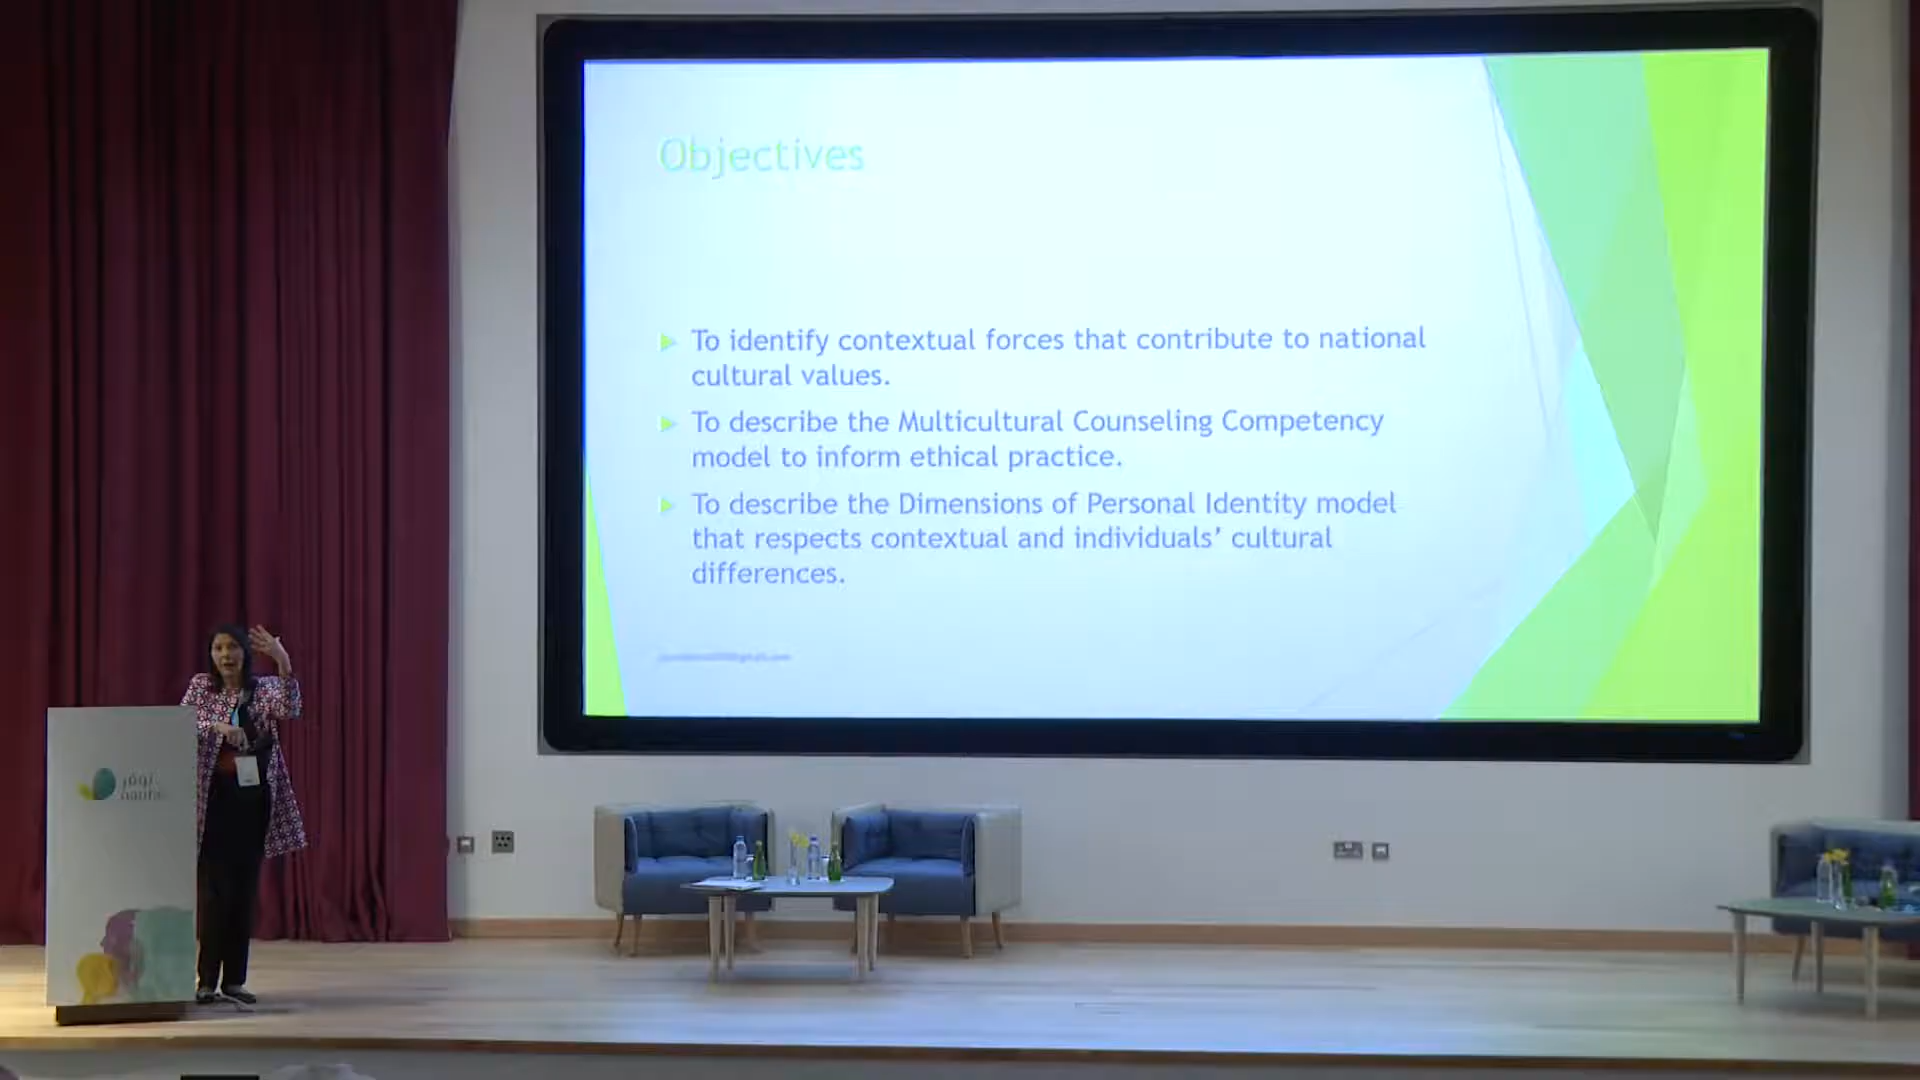 Objectives
To identify contextual forces that contribute to national
cultural values.
To describe the Multicultural Counseling Competency
model to inform ethical practice.
To describe the Dimensions of Personal Identity model
that respects contextual and individuals’ cultural
differences.